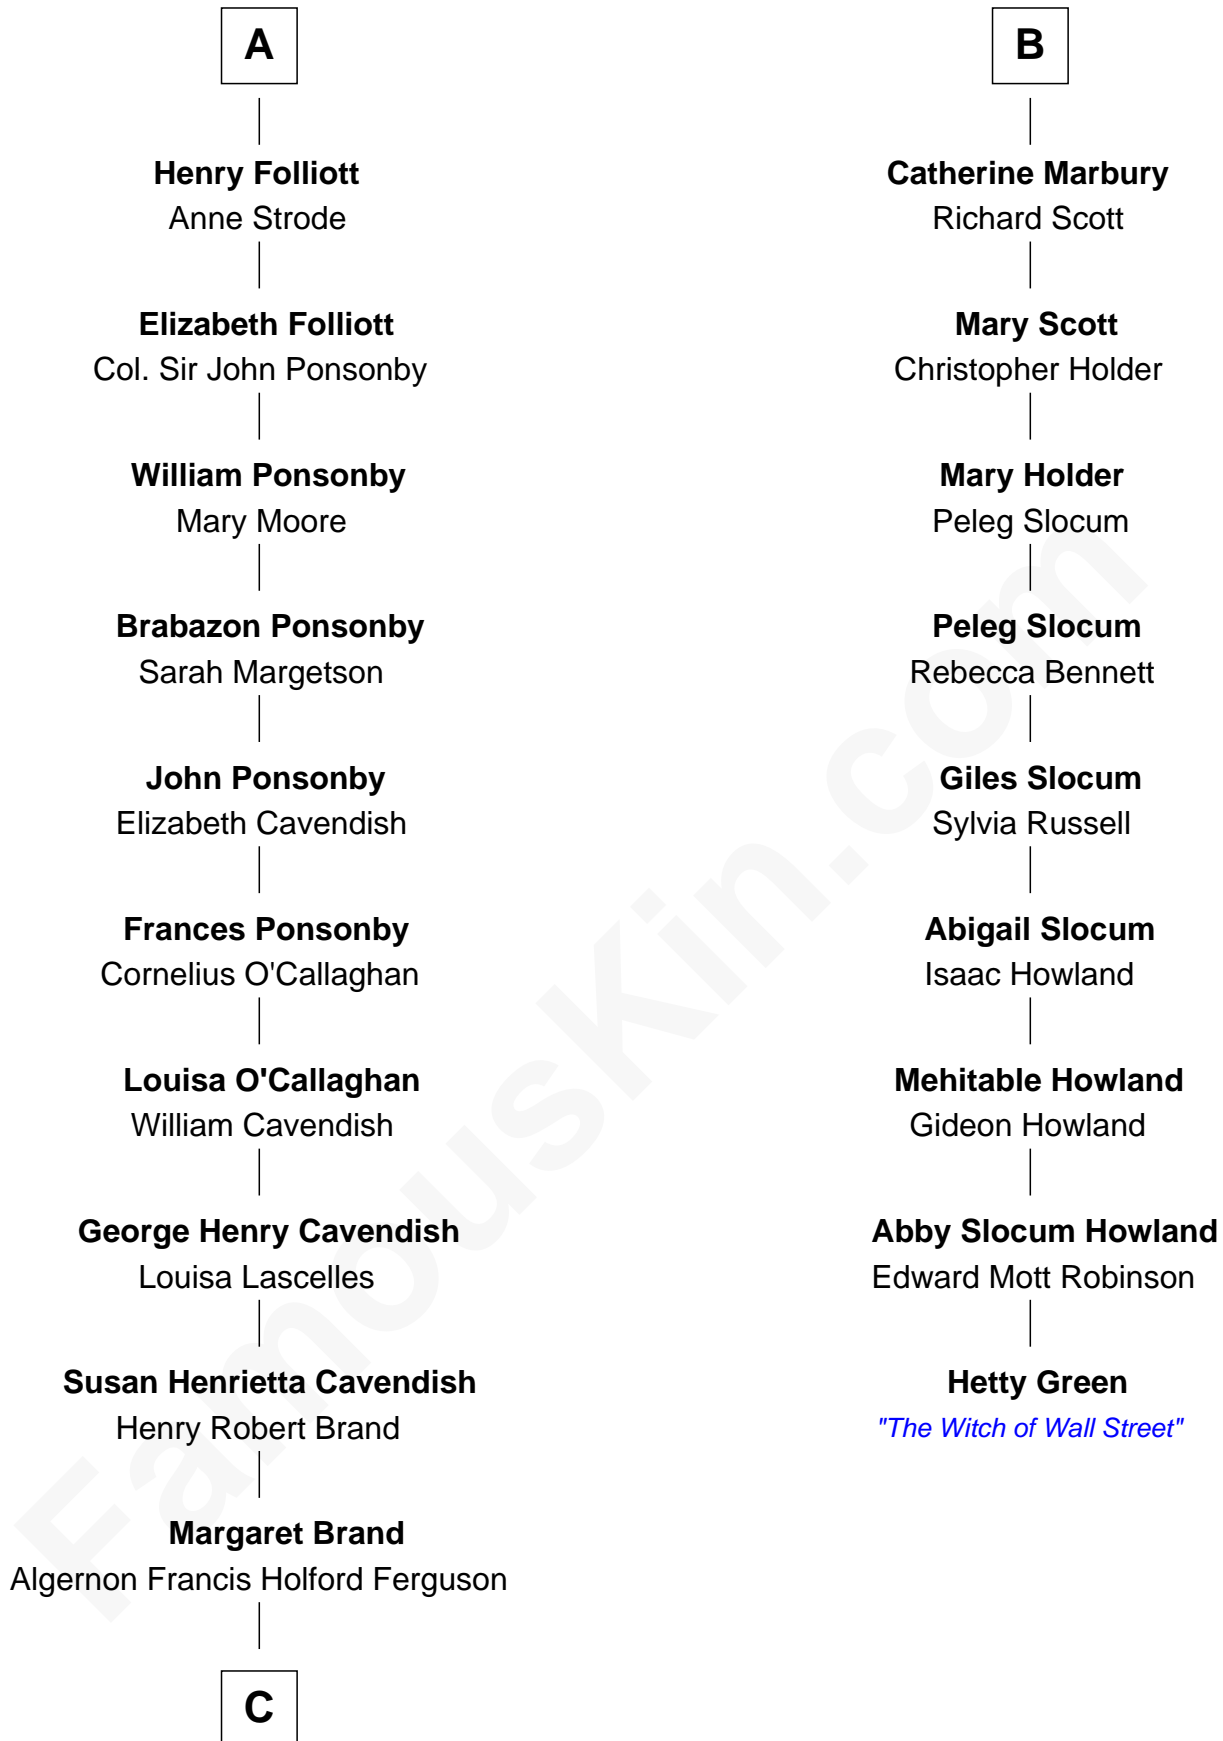 A
Henry Folliott
Anne Strode
Elizabeth Folliott
Col. Sir John Ponsonby
William Ponsonby
Mary Moore
Brabazon Ponsonby
Sarah Margetson
John Ponsonby
Elizabeth Cavendish
Frances Ponsonby
Cornelius O'Callaghan
Louisa O'Callaghan
William Cavendish
George Henry Cavendish
Louisa Lascelles
Susan Henrietta Cavendish
Henry Robert Brand
Margaret Brand
Algernon Francis Holford Ferguson
C
B
Catherine Marbury
Richard Scott
Mary Scott
Christopher Holder
Mary Holder
Peleg Slocum
Peleg Slocum
Rebecca Bennett
Giles Slocum
Sylvia Russell
Abigail Slocum
Isaac Howland
Mehitable Howland
Gideon Howland
Abby Slocum Howland
Edward Mott Robinson
Hetty Green
"The Witch of Wall Street"
FamousKin.com